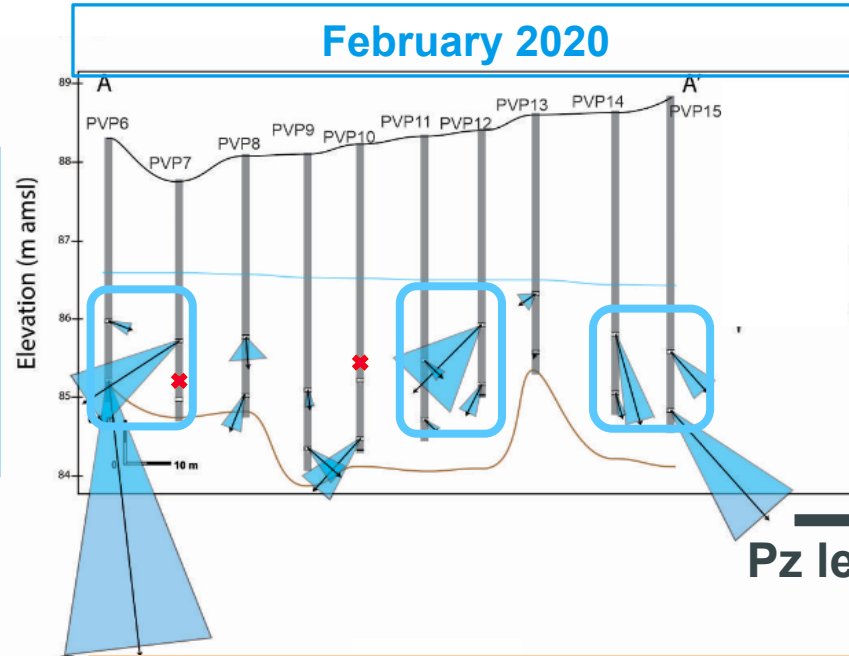 February 2020
89
A
A'
PVP6
PVP7
PVP8
PVP9
PVP10
PVP11
PVP12
PVP13
PVP14
PVP15
88
87
86
85
84
Elevation (m amsl)
0 10 m
Pz le